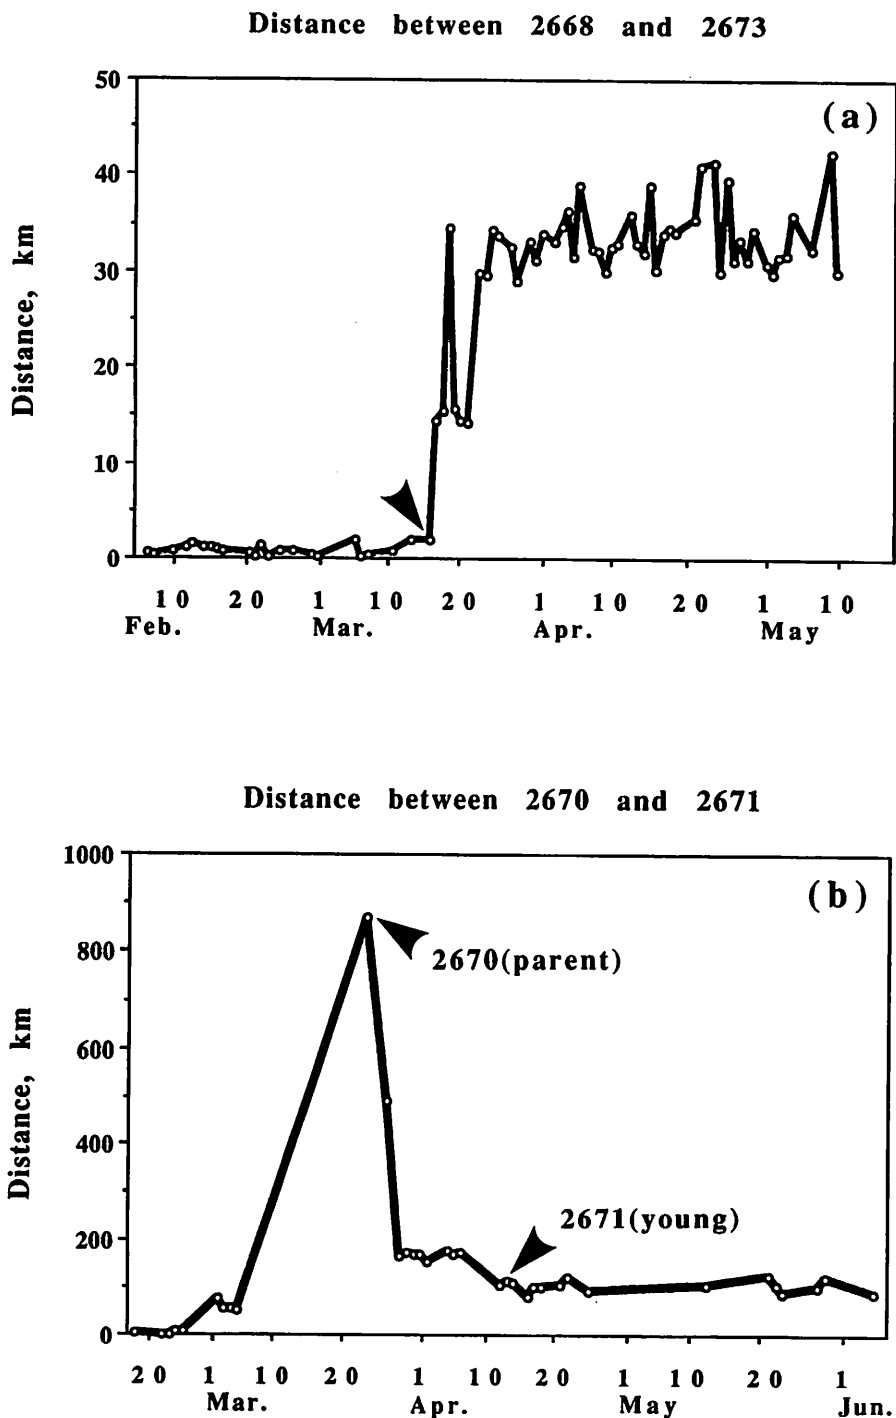 Distance between 2668 and 2673
(a)
50
40
30
20
10
0
Distance, km
10 20 1 10 20 1 10 20 1 10
Feb. Mar. Apr. May
Distance between 2670 and 2671
(b)
1000
800
600
400
200
0
Distance, km
2670(parent)
2671(young)
20 1 10 20 1 10 20 1 10 20 1
Mar. Apr. May Jun.